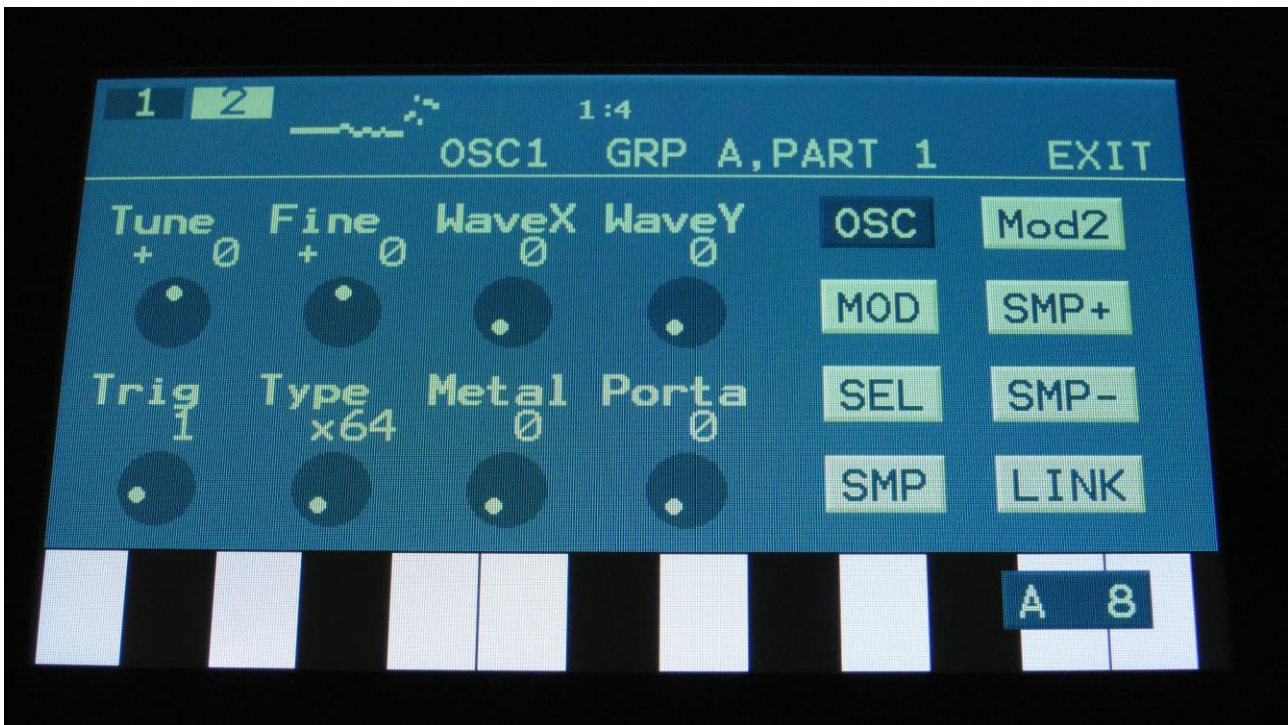 1 2 1:4
OSC1 GRP A,PART 1 EXIT
Tune Fine WaveX WaveY OSC Mod2
+ 0 + 0 0 0
MOD SMP+
Trig Type Metal Porta SEL SMP-
1 x64 0 0
SMP LINK
A 8